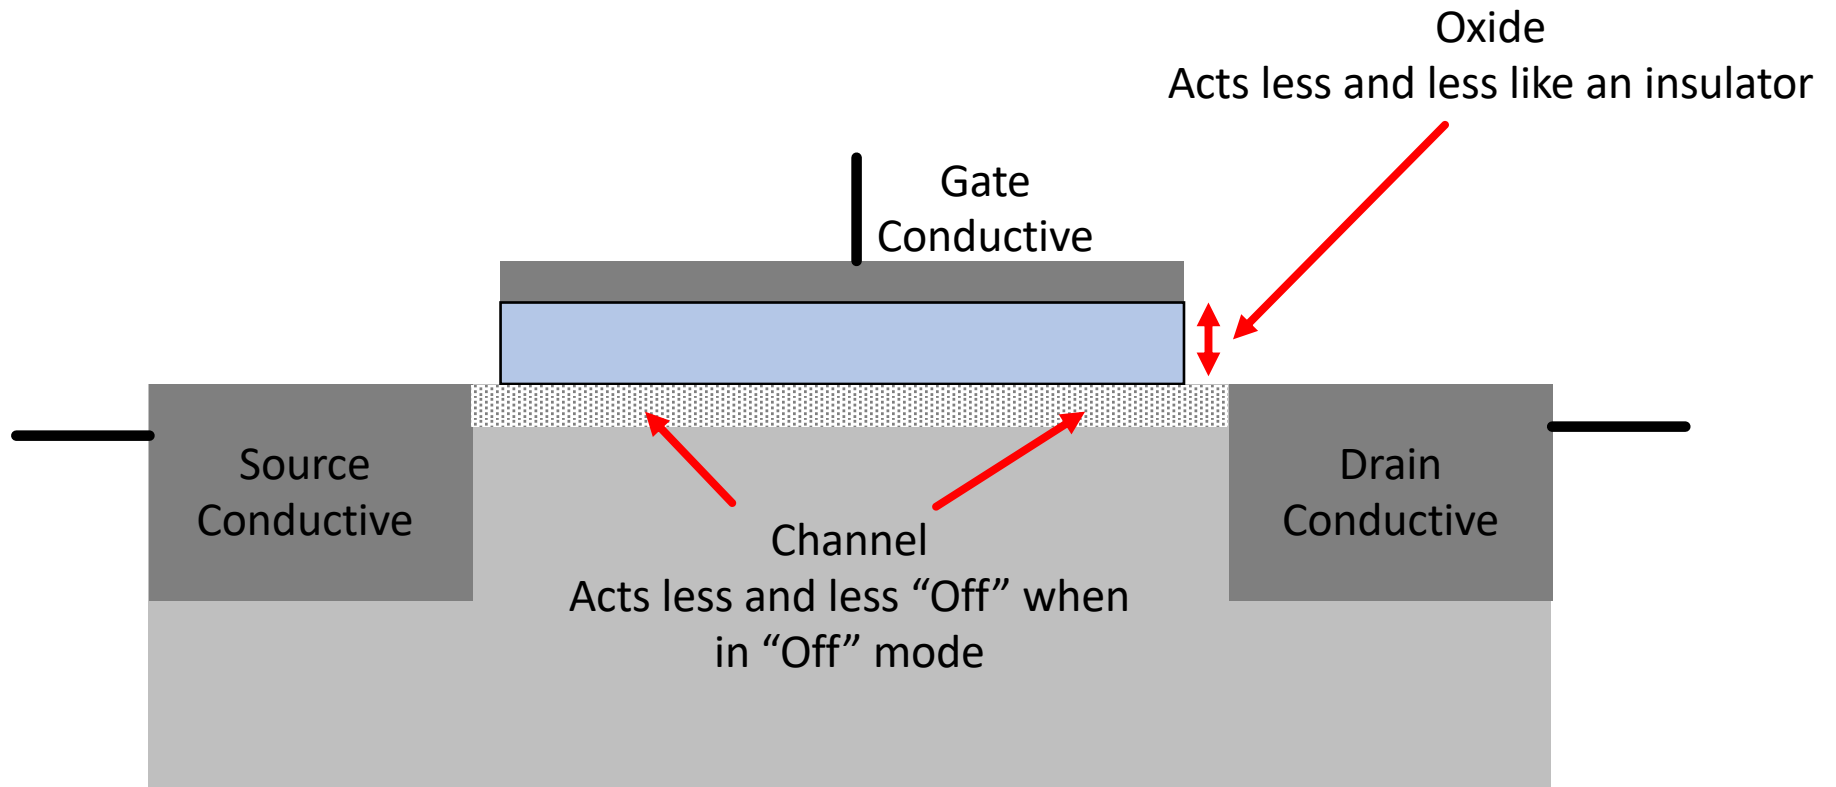 Oxide
Acts less and less like an insulator
Gate
Conductive
Source
Conductive
Drain
Conductive
Channel
Acts less and less “Off” when
in “Off” mode